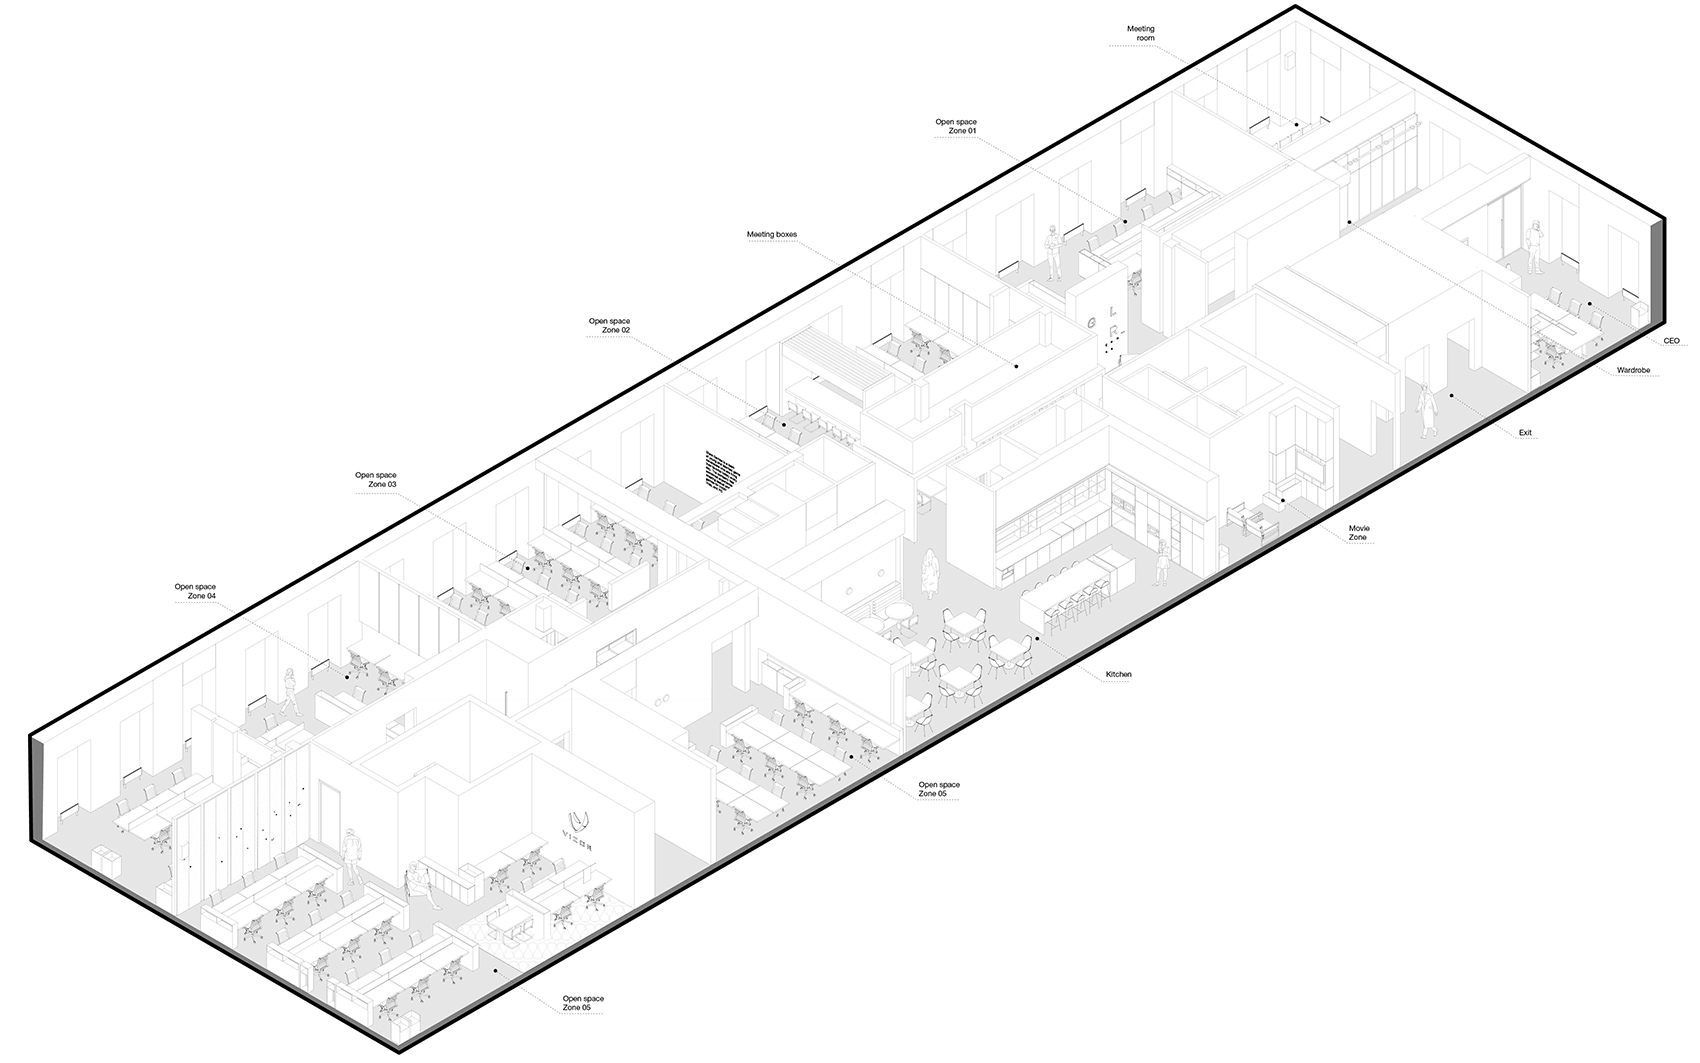 Meeting
room
Open space
Zone 01
Meeting boxes
Open space
Zone 02
CEO
Wardrobe
Exit
Open space
Zone 03
Movie
Zone
Open space
Zone 04
Kitchen
Open space
Zone 05
VIZOR
Open space
Zone 05